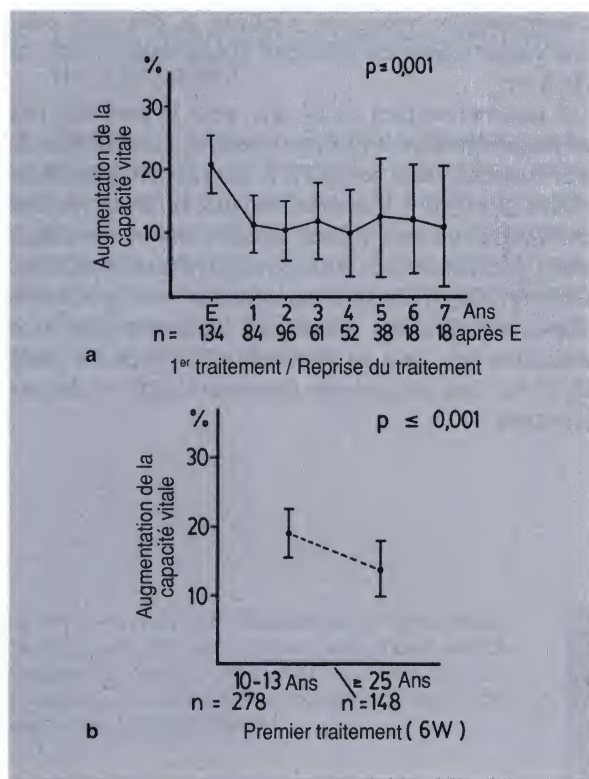 %
p ≤ 0,001
30
20
10
Augmentation de la
capacité vitale
E 1 2 3 4 5 6 7 Ans
n = 134 84 96 61 52 38 18 18 après E
a
1er traitement / Reprise du traitement
%
p ≤ 0,001
30
20
10
Augmentation de la
capacité vitale
10-13 Ans ≥ 25 Ans
n = 278 n=148
b
Premier traitement ( 6W )